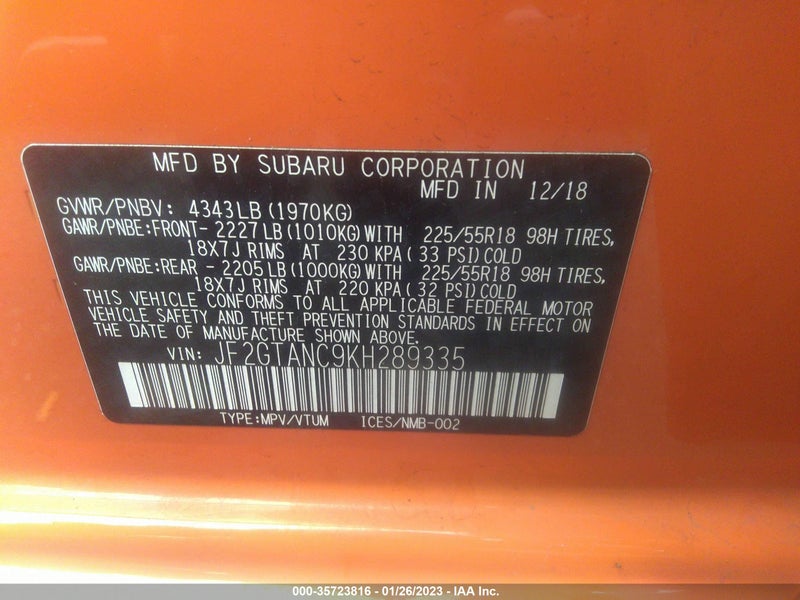 MFD BY SUBARU CORPORATION
MFD IN 12/18
GVWR/PNBV: 4343LB(1970KG)
GAWR/PNBE:FRONT- 2227LB(1010KG)WITH 225/55R18 98H TIRES,
18X7J RIMS AT 230 KPA( 33 PSI)COLD
GAWR/PNBE:REAR - 2205LB(1000KG)WITH 225/55R18 98H TIRES,
18X7J RIMS AT 220 KPA( 32 PSI)COLD
THIS VEHICLE CONFORMS TO ALL APPLICABLE FEDERAL MOTOR
VEHICLE SAFETY AND THEFT PREVENTION STANDARDS IN EFFECT ON
THE DATE OF MANUFACTURE SHOWN ABOVE.
VIN: JF2GTANC9KH289335
TYPE:MPV/VTUM ICES/NMB-002
000-35723816 - 01/26/2023 - IAA Inc.